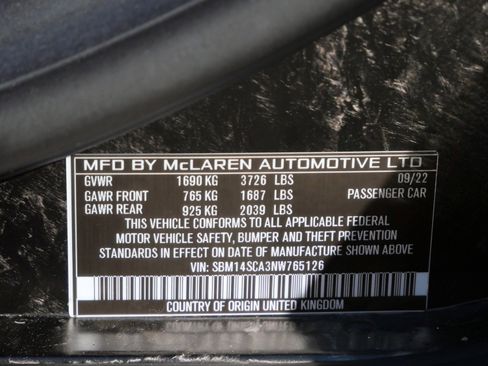 MFD BY McLAREN AUTOMOTIVE LTD
GVWR 1690 KG 3726 LBS 09/22
GAWR FRONT 765 KG 1687 LBS PASSENGER CAR
GAWR REAR 925 KG 2039 LBS
THIS VEHICLE CONFORMS TO ALL APPLICABLE FEDERAL
MOTOR VEHICLE SAFETY, BUMPER AND THEFT PREVENTION
STANDARDS IN EFFECT ON DATE OF MANUFACTURE SHOWN ABOVE
VIN: SBM14SCA3NW765126
COUNTRY OF ORIGIN UNITED KINGDOM